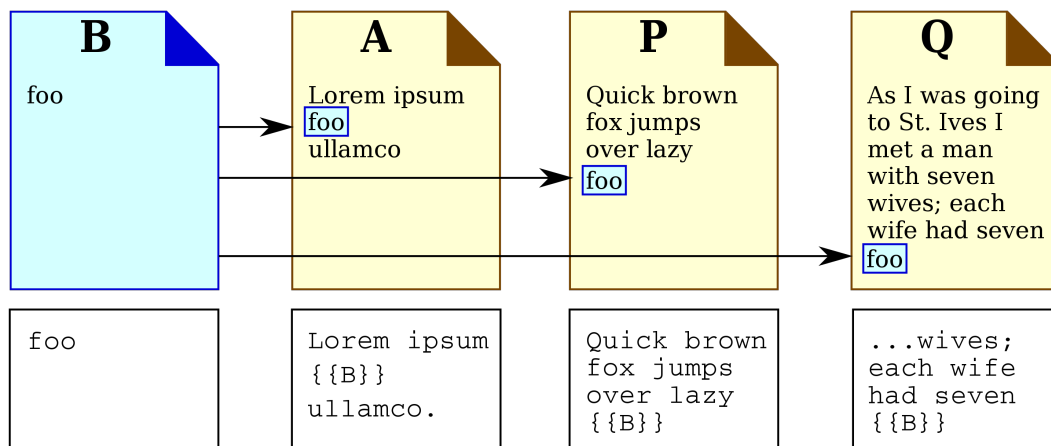 B
foo
A
Lorem ipsum
foo
ullamco
P
Quick brown
fox jumps
over lazy
foo
Q
As I was going
to St. Ives I
met a man
with seven
wives; each
wife had seven
foo
foo
Lorem ipsum
{{B}}
ullamco.
Quick brown
fox jumps
over lazy
{{B}}
...wives;
each wife
had seven
{{B}}